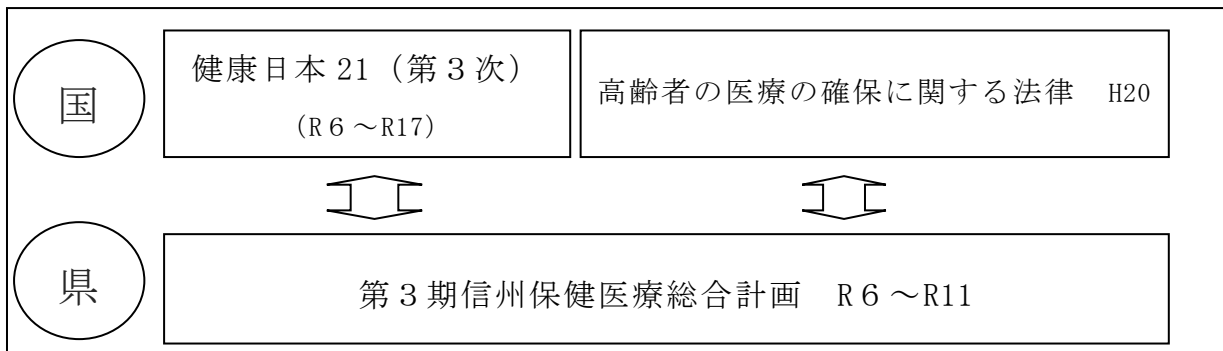 国
健康日本 21（第３次）
（R６～R17）
高齢者の医療の確保に関する法律　H20
県
第３期信州保健医療総合計画　R６～R11